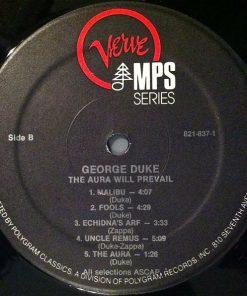 Verve
MPS
SERIES
Side B
821-837-1
GEORGE DUKE
THE AURA WILL PREVAIL
1. MALIBU — 4:07
(Duke)
2. FOOLS — 4:29
(Duke)
3. ECHIDNA'S ARF — 3:33
(Zappa)
4. UNCLE REMUS — 5:09
(Duke-Zappa)
5. THE AURA — 1:26
(Duke)
All selections ASCAP
BY POLYGRAM CLASSICS, A DIVISION OF POLYGRAM RECORDS INC. 810 SEVENTH AVE